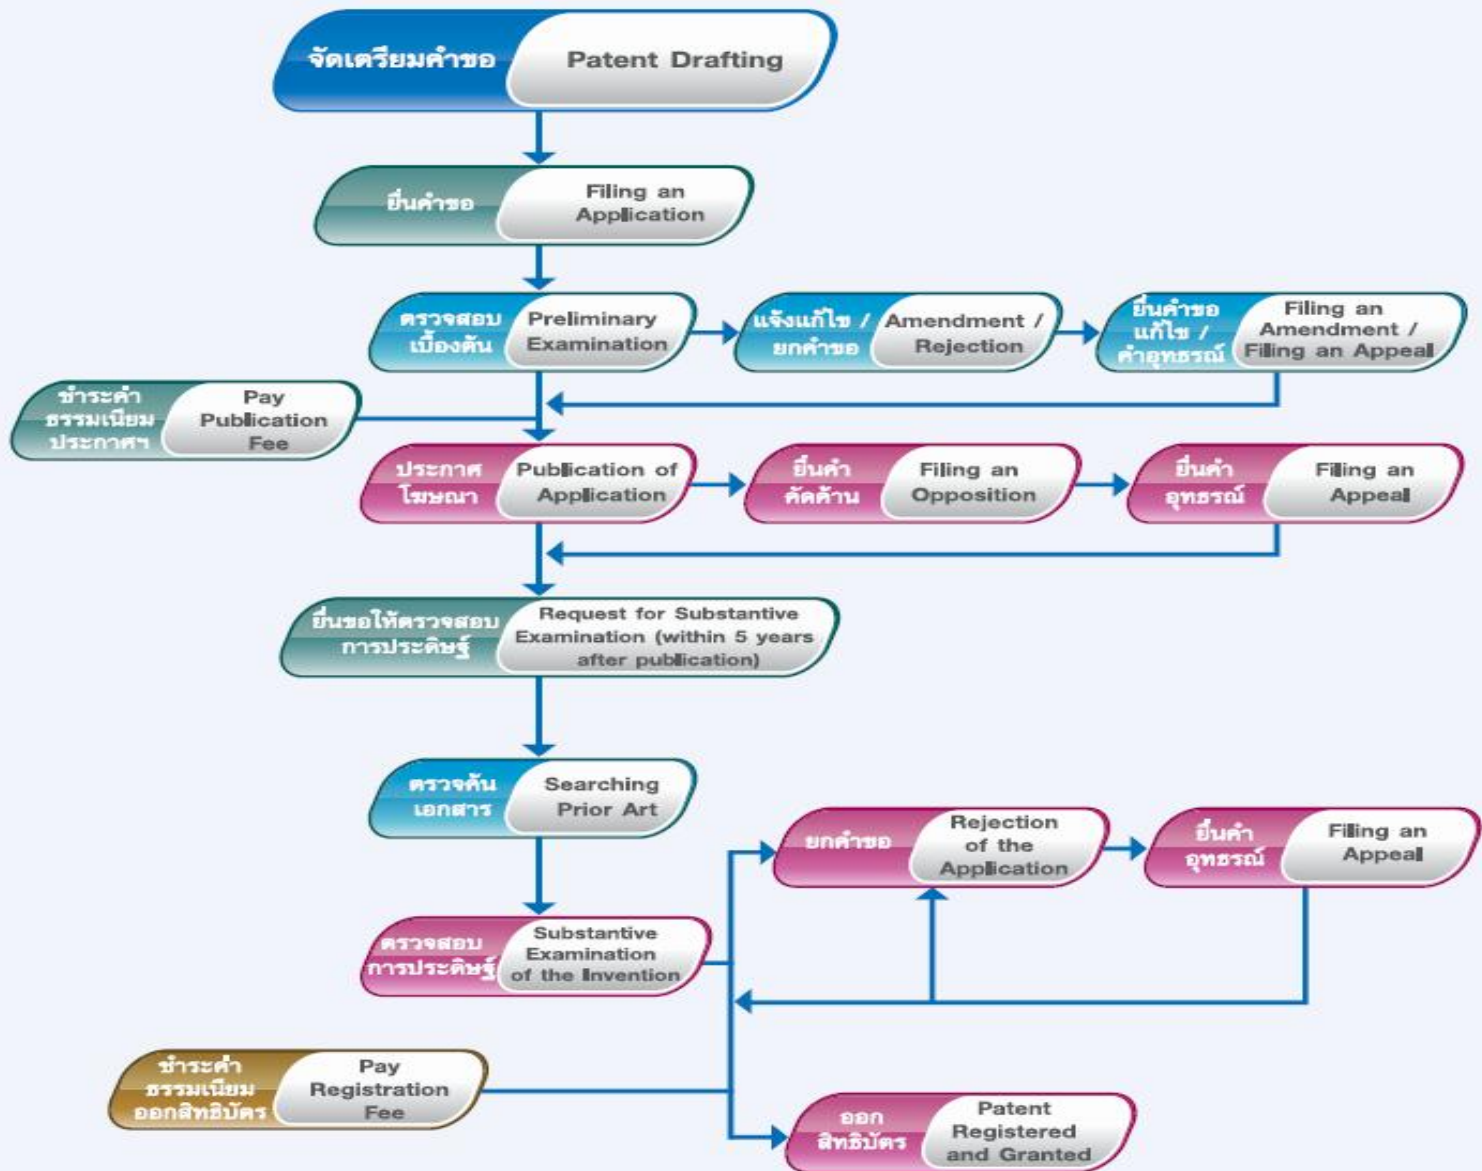 จัดเตรียมคำขอ
Patent Drafting
ยื่นคำขอ
Filing an
Application
ตรวจสอบ
เบื้องต้น
Preliminary
Examination
แจ้งแก้ไข /
ยกคำขอ
Amendment /
Rejection
ยื่นคำขอ
แก้ไข /
คำอุทธรณ์
Filing an
Amendment /
Filing an Appeal
ชำระค่า
ธรรมเนียม
ประกาศฯ
Pay
Publication
Fee
ประกาศ
โฆษณา
Publication of
Application
ยื่นคำ
คัดค้าน
Filing an
Opposition
ยื่นคำ
อุทธรณ์
Filing an
Appeal
ยื่นขอให้ตรวจสอบ
การประดิษฐ์
Request for Substantive
Examination (within 5 years
after publication)
ตรวจค้น
เอกสาร
Searching
Prior Art
ยกคำขอ
Rejection
of the
Application
ยื่นคำ
อุทธรณ์
Filing an
Appeal
ตรวจสอบ
การประดิษฐ์
Substantive
Examination
of the Invention
ชำระค่า
ธรรมเนียม
ออกสิทธิบัตร
Pay
Registration
Fee
ออก
สิทธิบัตร
Patent
Registered
and Granted